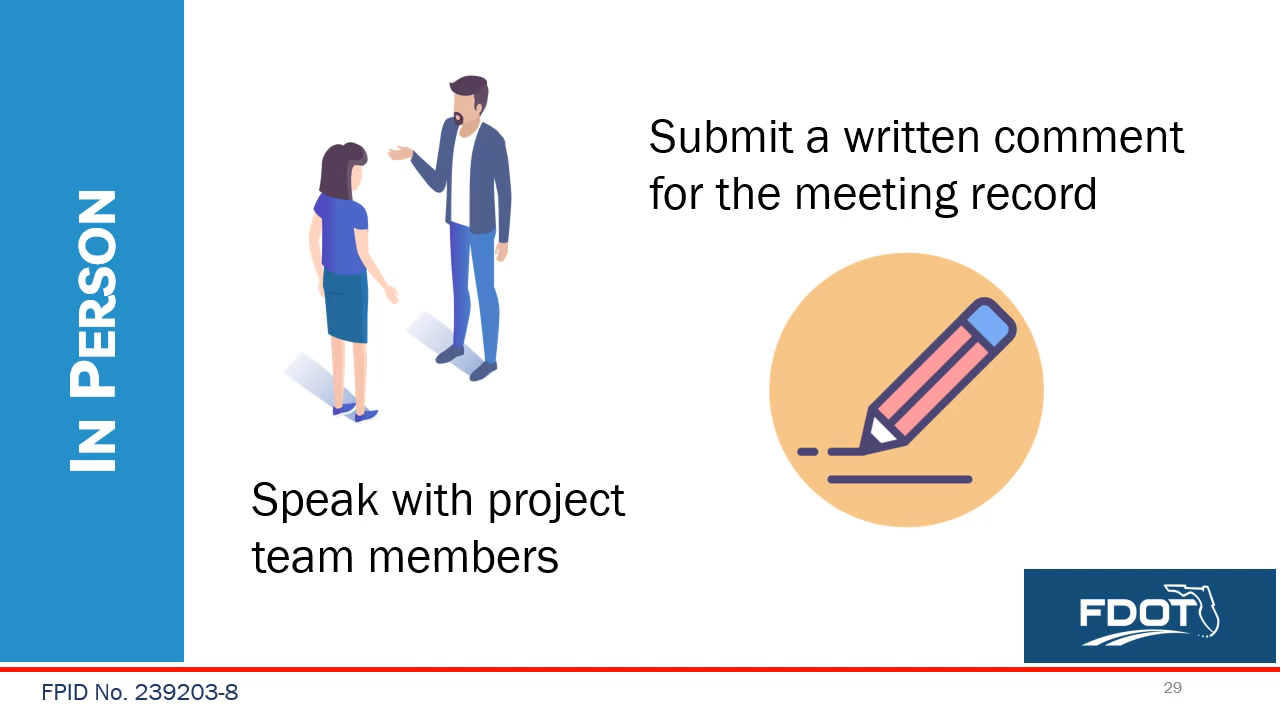 IN PERSON
Submit a written comment
for the meeting record
Speak with project
team members
FDOT
FPID No. 239203-8
29